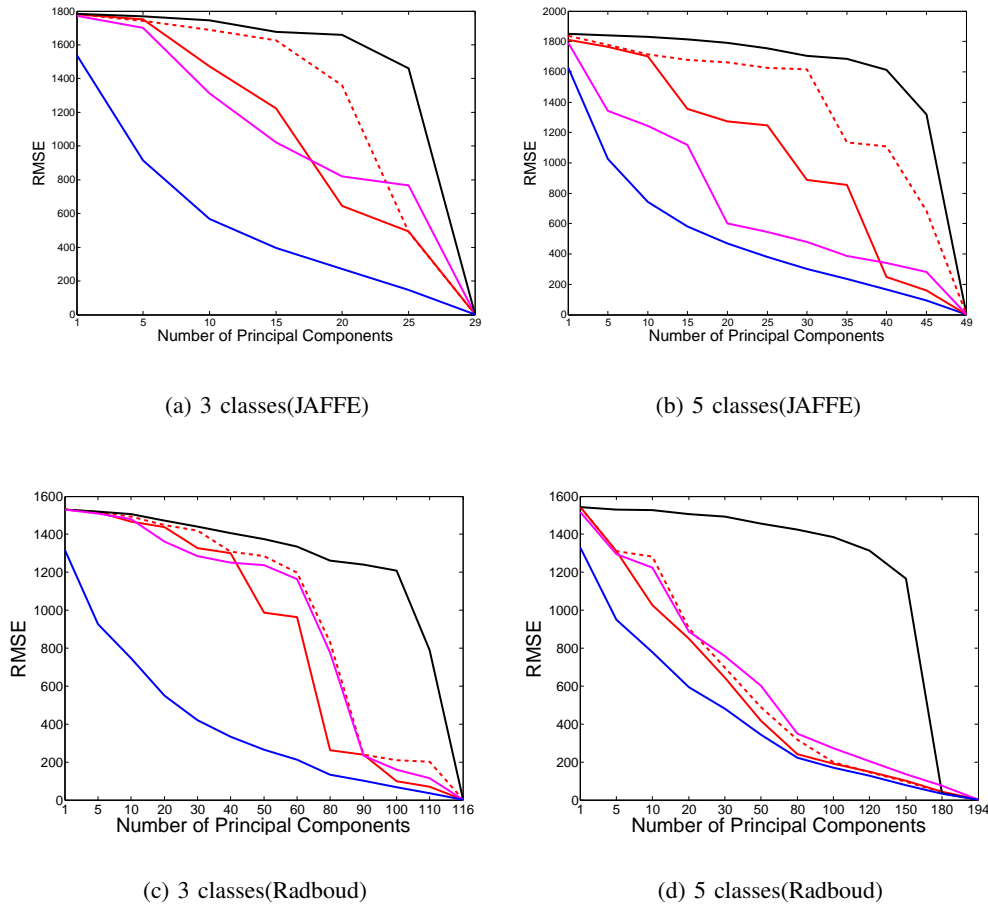 1800
1600
1400
1200
1000
800
600
400
200
0
RMSE
1 5 10 15 20 25 29
Number of Principal Components
(a) 3 classes(JAFFE)
2000
1800
1600
1400
1200
1000
800
600
400
200
0
RMSE
1 5 10 15 20 25 30 35 40 45 49
Number of Principal Components
(b) 5 classes(JAFFE)
1600
1400
1200
1000
800
600
400
200
0
RMSE
1 5 10 20 30 40 50 60 80 90 100 110 116
Number of Principal Components
(c) 3 classes(Radboud)
1600
1400
1200
1000
800
600
400
200
0
RMSE
1 5 10 20 30 50 80 100 120 150 180 194
Number of Principal Components
(d) 5 classes(Radboud)